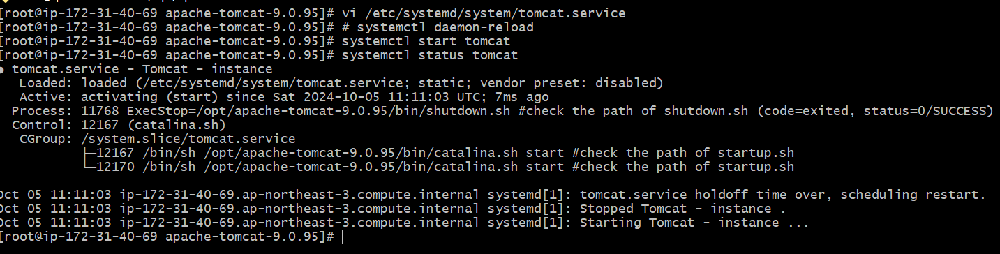 [root@ip-172-31-40-69 apache-tomcat-9.0.95]# vi /etc/systemd/system/tomcat.service
[root@ip-172-31-40-69 apache-tomcat-9.0.95]# # systemctl daemon-reload
[root@ip-172-31-40-69 apache-tomcat-9.0.95]# systemctl start tomcat
[root@ip-172-31-40-69 apache-tomcat-9.0.95]# systemctl status tomcat
● tomcat.service - Tomcat - instance
Loaded: loaded (/etc/systemd/system/tomcat.service; static; vendor preset: disabled)
Active: activating (start) since Sat 2024-10-05 11:11:03 UTC; 7ms ago
Process: 11768 ExecStop=/opt/apache-tomcat-9.0.95/bin/shutdown.sh #check the path of shutdown.sh (code=exited, status=0/SUCCESS)
Control: 12167 (catalina.sh)
CGroup: /system.slice/tomcat.service
├─12167 /bin/sh /opt/apache-tomcat-9.0.95/bin/catalina.sh start #check the path of startup.sh
└─12170 /bin/sh /opt/apache-tomcat-9.0.95/bin/catalina.sh start #check the path of startup.sh
Oct 05 11:11:03 ip-172-31-40-69.ap-northeast-3.compute.internal systemd[1]: tomcat.service holdoff time over, scheduling restart.
Oct 05 11:11:03 ip-172-31-40-69.ap-northeast-3.compute.internal systemd[1]: Stopped Tomcat - instance .
Oct 05 11:11:03 ip-172-31-40-69.ap-northeast-3.compute.internal systemd[1]: Starting Tomcat - instance ...
[root@ip-172-31-40-69 apache-tomcat-9.0.95]#